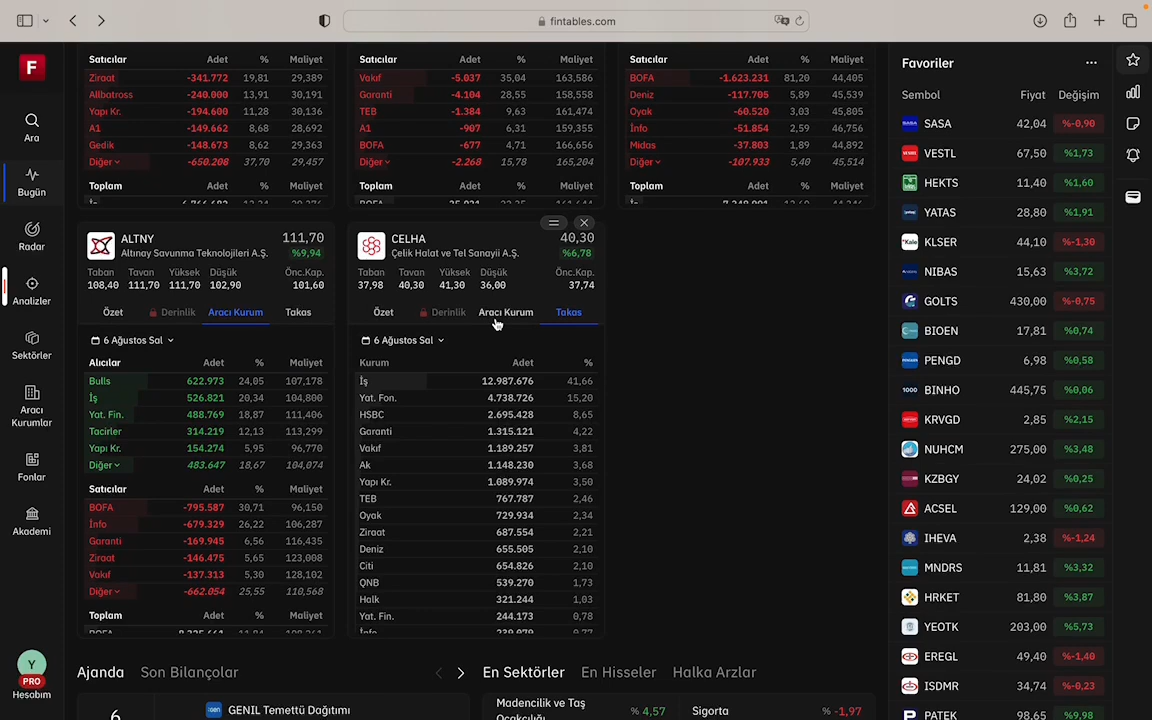 fintables.com
F
Ara
Bugün
Radar
Analizler
Sektörler
Aracı
Kurumlar
Fonlar
Akademi
Y
PRO
Hesabım
Satıcılar Adet % Maliyet
Ziraat -341.772 19,81 29,389
Allbatross -240.000 13,91 30,191
Yapı Kr. -194.600 11,28 30,136
A1 -149.662 8,68 28,692
Gedik -148.673 8,62 29,363
Diğer -650.208 37,70 29,457
Toplam Adet % Maliyet
Satıcılar Adet % Maliyet
Vakıf -5.037 35,04 163,586
Garanti -4.104 28,55 158,558
TEB -1.384 9,63 161,474
A1 -907 6,31 159,355
BOFA -677 4,71 166,656
Diğer -2.268 15,78 165,204
Toplam Adet % Maliyet
Satıcılar Adet % Maliyet
BOFA -1.623.231 81,20 44,405
Deniz -117.705 5,89 45,539
Oyak -60.520 3,03 45,805
İnfo -51.854 2,59 46,756
Midas -37.803 1,89 44,892
Diğer -107.933 5,40 45,514
Toplam Adet % Maliyet
ALTNY 111,70
Altınay Savunma Teknolojileri A.Ş. %9,94
Taban Tavan Yüksek Düşük Önc.Kap.
108,40 111,70 111,70 102,90 101,60
Özet Derinlik Aracı Kurum Takas
6 Ağustos Sal
Alıcılar Adet % Maliyet
Bulls 622.973 24,05 107,178
İş 526.821 20,34 104,800
Yat. Fin. 488.769 18,87 111,406
Tacirler 314.219 12,13 113,299
Yapı Kr. 154.274 5,95 96,770
Diğer 483.647 18,67 104,074
Satıcılar Adet % Maliyet
BOFA -795.587 30,71 96,150
İnfo -679.329 26,22 106,287
Garanti -169.945 6,56 116,435
Ziraat -146.475 5,65 123,008
Vakıf -137.313 5,30 128,102
Diğer -662.054 25,55 110,568
Toplam Adet % Maliyet
CELHA 40,30
Çelik Halat ve Tel Sanayii A.Ş. %6,78
Taban Tavan Yüksek Düşük Önc.Kap.
37,98 40,30 41,30 36,00 37,74
Özet Derinlik Aracı Kurum Takas
6 Ağustos Sal
Kurum Adet %
İş 12.987.676 41,66
Yat. Fon. 4.738.726 15,20
HSBC 2.695.428 8,65
Garanti 1.315.121 4,22
Vakıf 1.189.257 3,81
Ak 1.148.230 3,68
Yapı Kr. 1.089.974 3,50
TEB 767.787 2,46
Oyak 729.934 2,34
Ziraat 687.554 2,21
Deniz 655.505 2,10
Citi 654.826 2,10
QNB 539.270 1,73
Halk 321.244 1,03
Yat. Fin. 244.173 0,78
Ajanda Son Bilançolar
6 GENIL Temettü Dağıtımı
En Sektörler En Hisseler Halka Arzlar
Madencilik ve Taş % 4,57 Sigorta % -1,97
Favoriler
Sembol Fiyat Değişim
SASA 42,04 %-0,90
VESTL 67,50 %1,73
HEKTS 11,40 %1,60
YATAS 28,80 %1,91
KLSER 44,10 %-1,30
NIBAS 15,63 %3,72
GOLTS 430,00 %-0,75
BIOEN 17,81 %0,74
PENGD 6,98 %0,58
BINHO 445,75 %0,06
KRVGD 2,85 %2,15
NUHCM 275,00 %3,48
KZBGY 24,02 %0,25
ACSEL 129,00 %0,62
IHEVA 2,38 %-1,24
MNDRS 11,81 %3,32
HRKET 81,80 %3,87
YEOTK 203,00 %5,73
EREGL 49,40 %-1,40
ISDMR 34,74 %-0,23
PATEK 98,65 %9,98